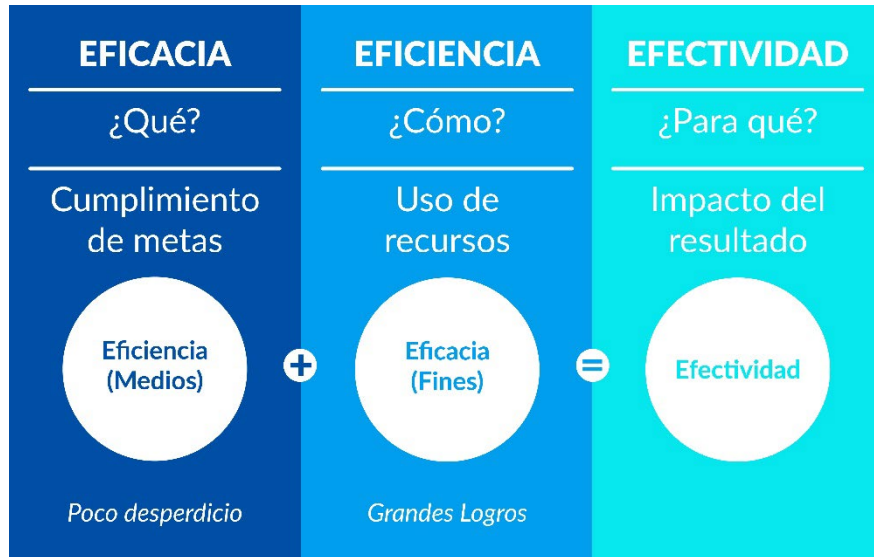 EFICACIA
¿Qué?
Cumplimiento
de metas
Eficiencia
(Medios)
Poco desperdicio
+
EFICIENCIA
¿Cómo?
Uso de
recursos
Eficacia
(Fines)
Grandes Logros
=
EFECTIVIDAD
¿Para qué?
Impacto del
resultado
Efectividad